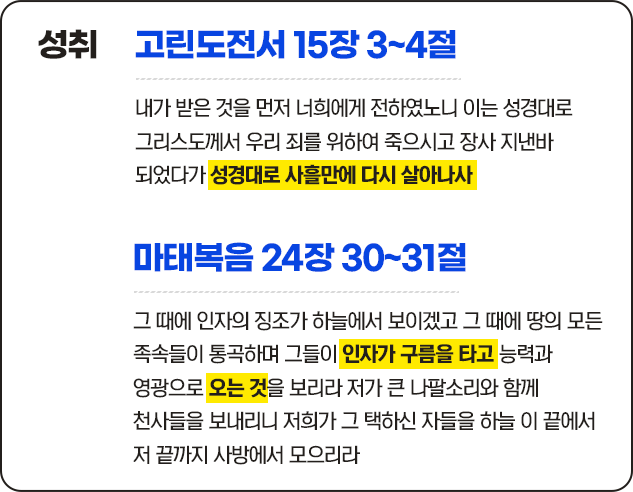 성취 고린도전서 15장 3~4절
내가 받은 것을 먼저 너희에게 전하였노니 이는 성경대로
그리스도께서 우리 죄를 위하여 죽으시고 장사 지낸바
되었다가 성경대로 사흘만에 다시 살아나사
마태복음 24장 30~31절
그 때에 인자의 징조가 하늘에서 보이겠고 그 때에 땅의 모든
족속들이 통곡하며 그들이 인자가 구름을 타고 능력과
영광으로 오는 것을 보리라 저가 큰 나팔소리와 함께
천사들을 보내리니 저희가 그 택하신 자들을 하늘 이 끝에서
저 끝까지 사방에서 모으리라